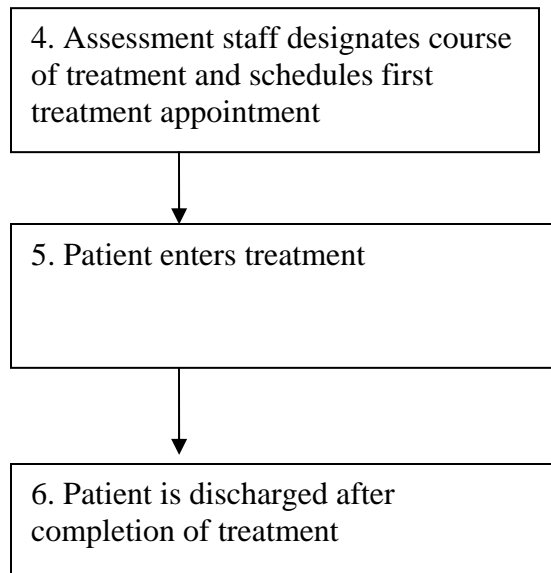 4. Assessment staff designates course
of treatment and schedules first
treatment appointment
5. Patient enters treatment
6. Patient is discharged after
completion of treatment